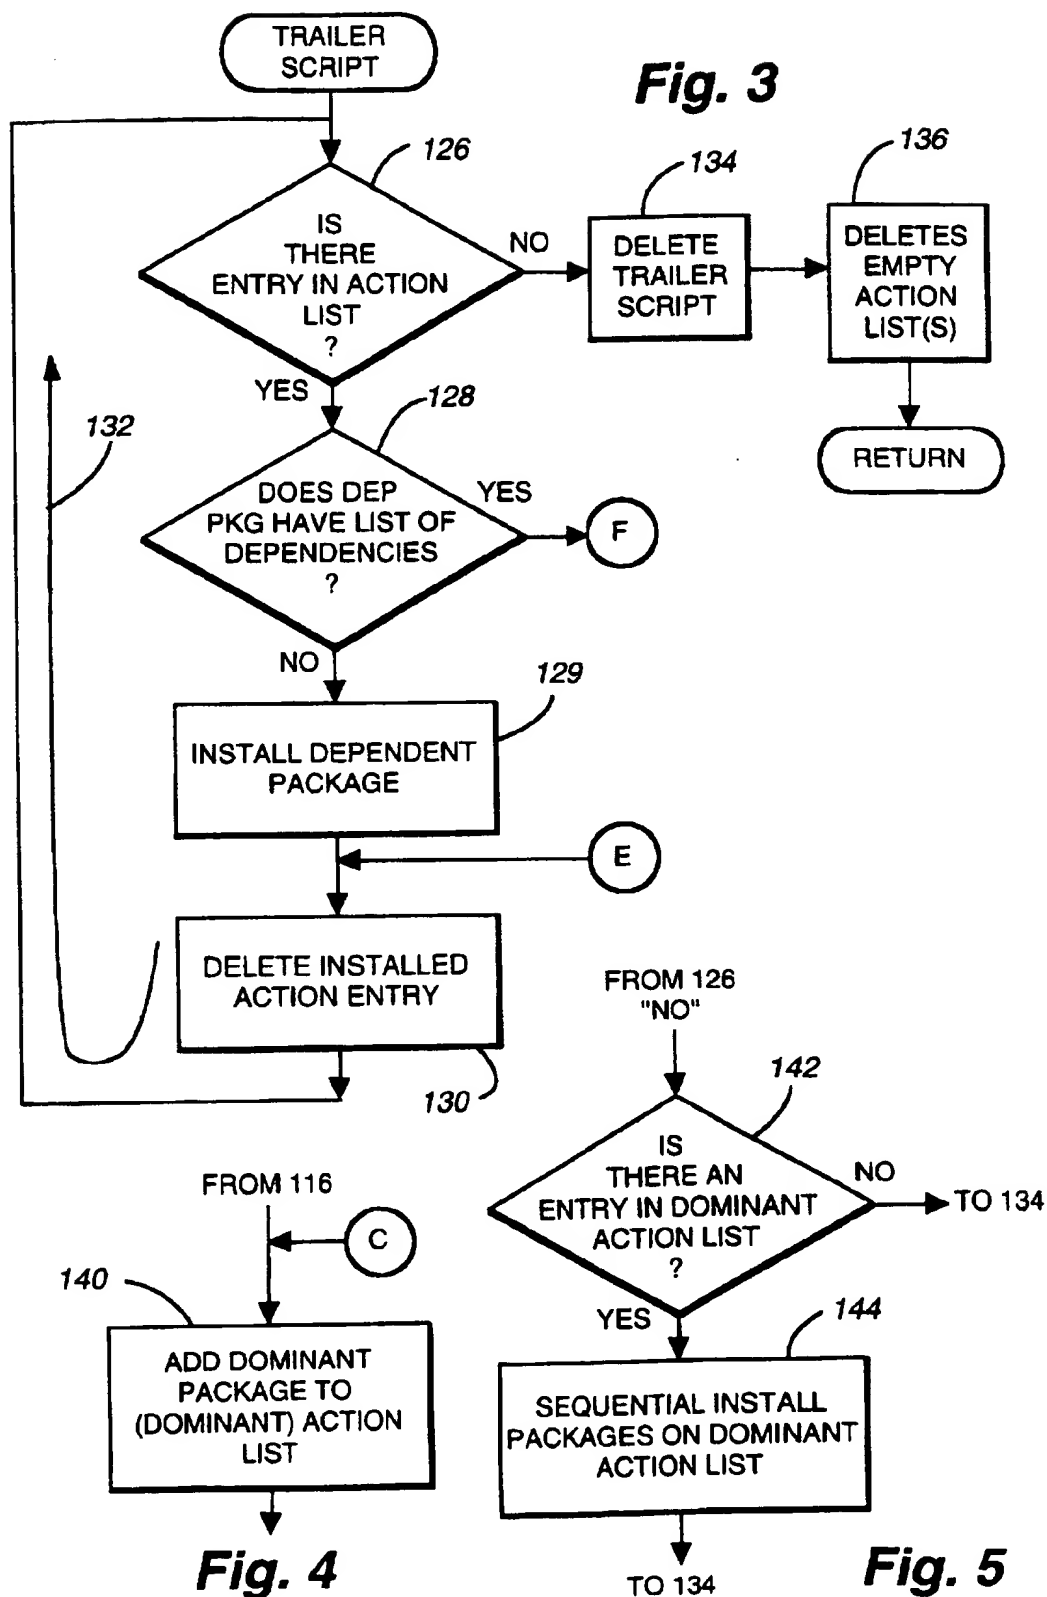 TRAILER
SCRIPT
Fig. 3
126
IS
THERE
ENTRY IN ACTION
LIST
?
NO
YES
134
DELETE
TRAILER
SCRIPT
136
DELETES
EMPTY
ACTION
LIST(S)
RETURN
132
128
DOES DEP
PKG HAVE LIST OF
DEPENDENCIES
?
YES
F
NO
129
INSTALL DEPENDENT
PACKAGE
E
DELETE INSTALLED
ACTION ENTRY
130
FROM 116
C
140
ADD DOMINANT
PACKAGE TO
(DOMINANT) ACTION
LIST
Fig. 4
FROM 126
"NO"
142
IS
THERE AN
ENTRY IN DOMINANT
ACTION LIST
?
NO
TO 134
YES
144
SEQUENTIAL INSTALL
PACKAGES ON DOMINANT
ACTION LIST
TO 134
Fig. 5